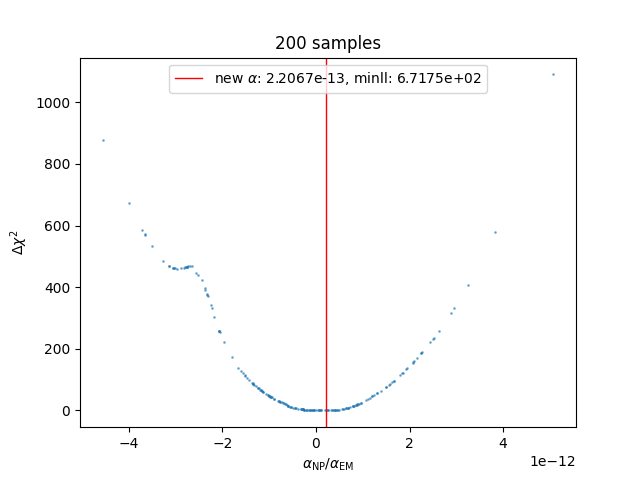 200 samples
new α: 2.2067e-13, minll: 6.7175e+02
1000
800
600
400
200
0
Δχ²
−4
−2
0
2
4
1e−12
α_NP/α_EM